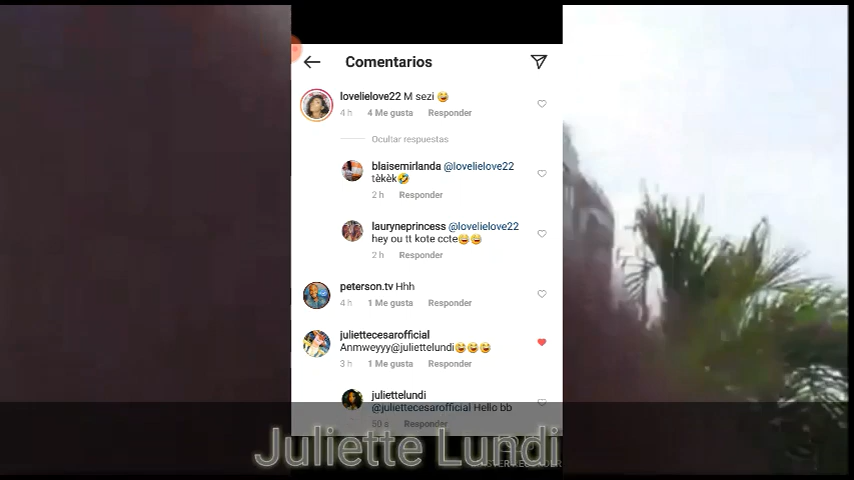 Comentarios
lovelielove22 M sezi 😅
4 h 4 Me gusta Responder
Ocultar respuestas
blaisemirlanda @lovelielove22
tèkèk🤣
2 h Responder
lauryneprincess @lovelielove22
hey ou tt kote ccte😂😂
2 h Responder
peterson.tv Hhh
4 h 1 Me gusta Responder
juliettecesarofficial
Anmweyyy@juliettelundi😂😂😂
3 h 1 Me gusta Responder
juliettelundi
@juliettecesarofficial Hello bb
50 s Responder
Juliette Lundi